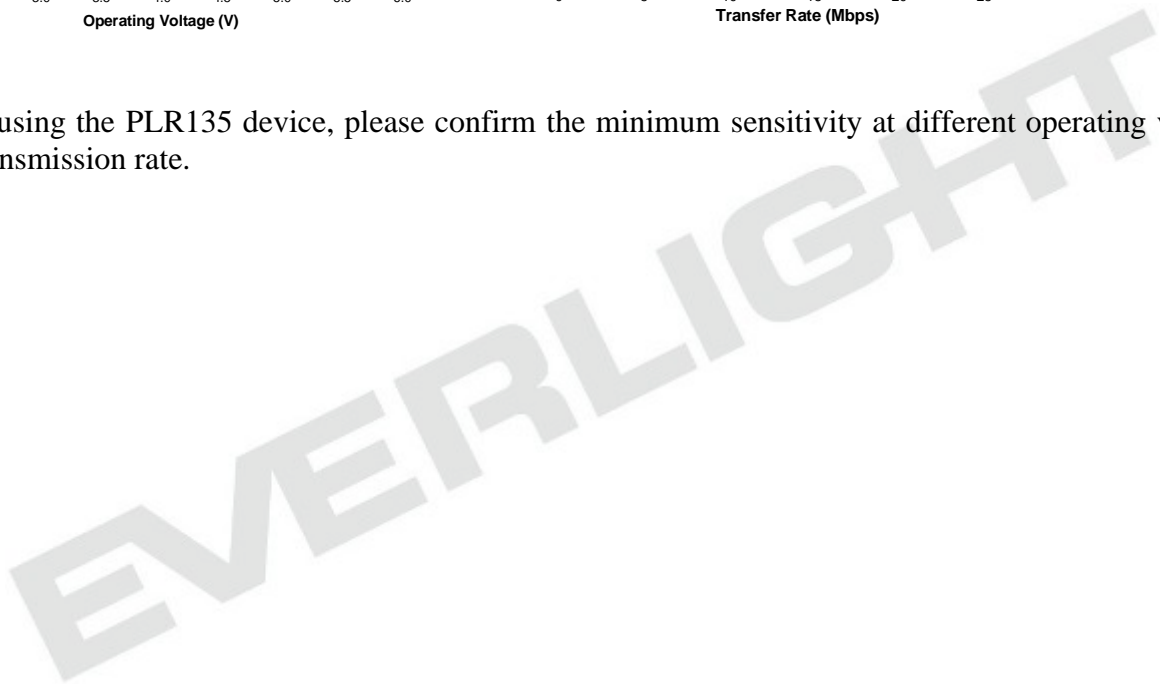 Operating Voltage (V)
Transfer Rate (Mbps)
using the PLR135 device, please confirm the minimum sensitivity at different operating
transmission rate.
EVERLIGHT